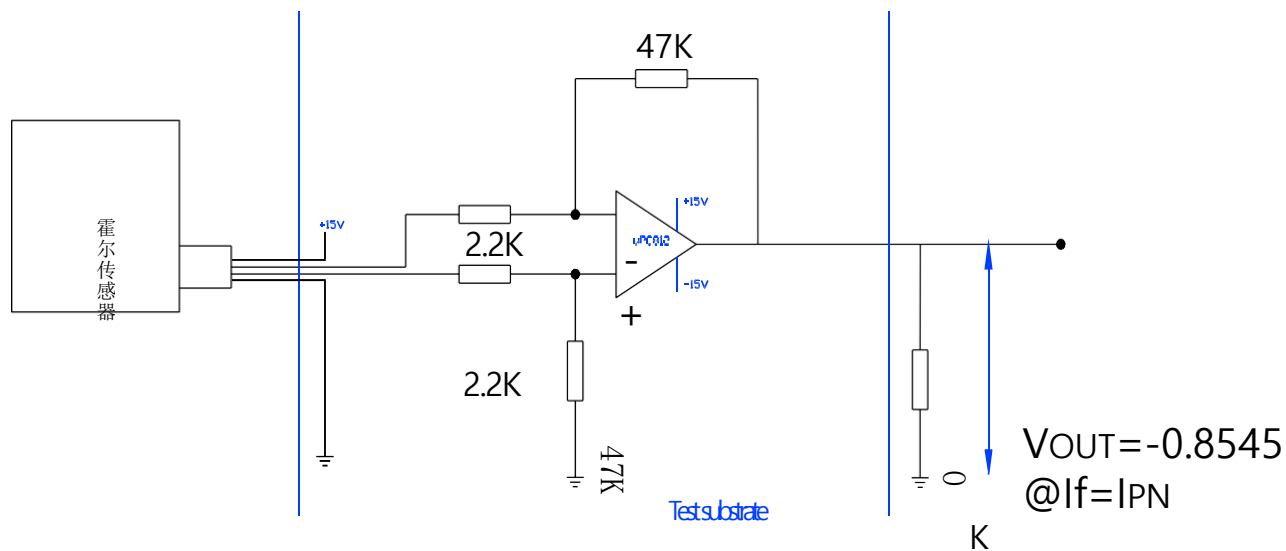 47K
霍尔传感器
+15V
+15V
2.2K
μPC812
-
-15V
+
2.2K
47K
0
VOUT=-0.8545
@If=IPN
Test substrate
K